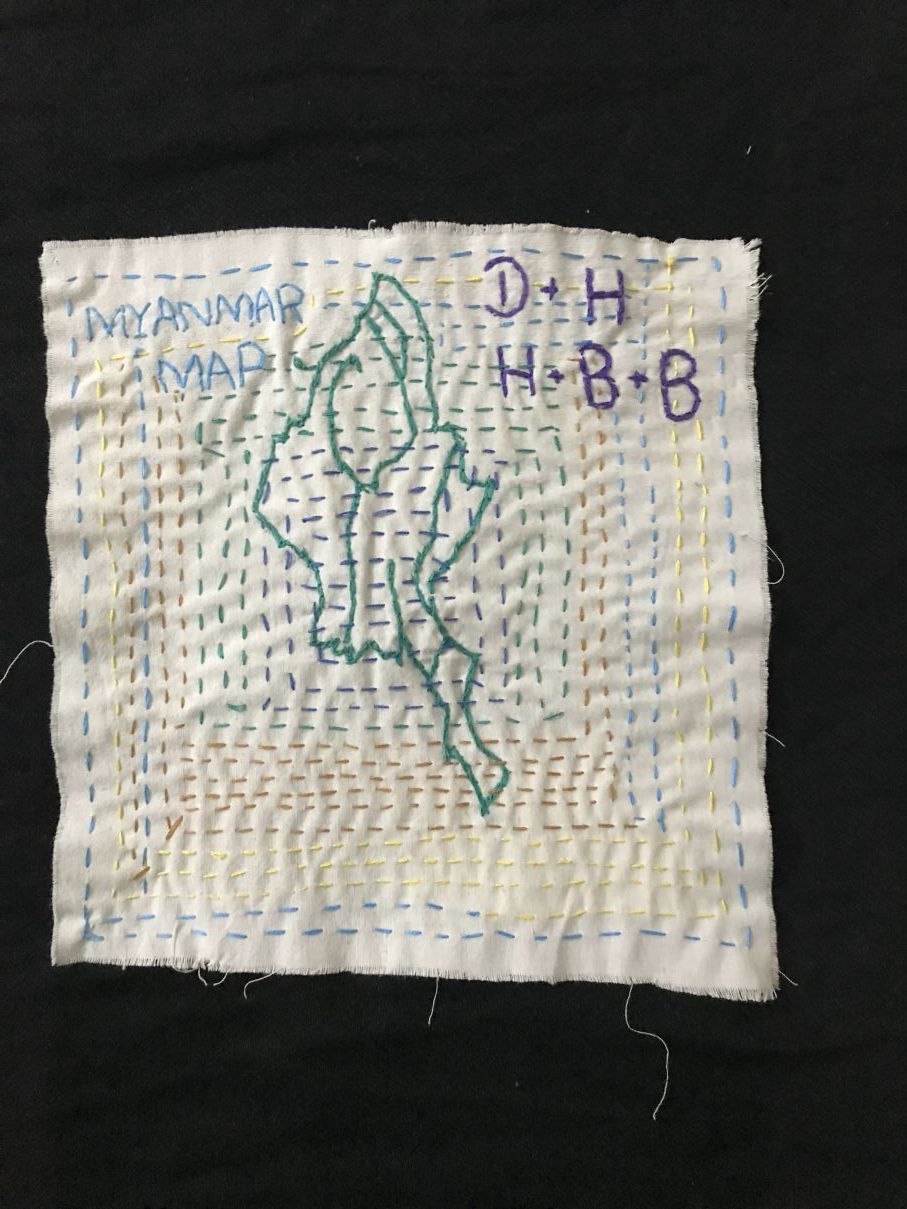 MYANMAR
MAP
D + H
H + B + B